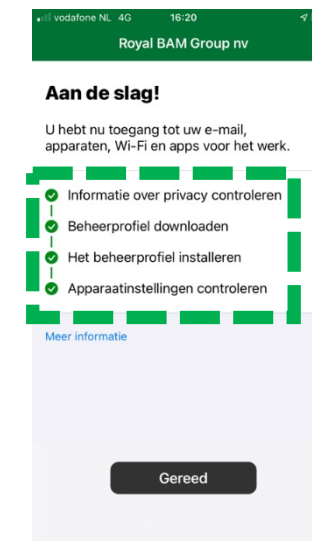 vodafone NL 4G 16:20
Royal BAM Group nv
Aan de slag!
U hebt nu toegang tot uw e-mail,
apparaten, Wi-Fi en apps voor het werk.
Informatie over privacy controleren
Beheerprofiel downloaden
Het beheerprofiel installeren
Apparaatinstellingen controleren
Meer informatie
Gereed